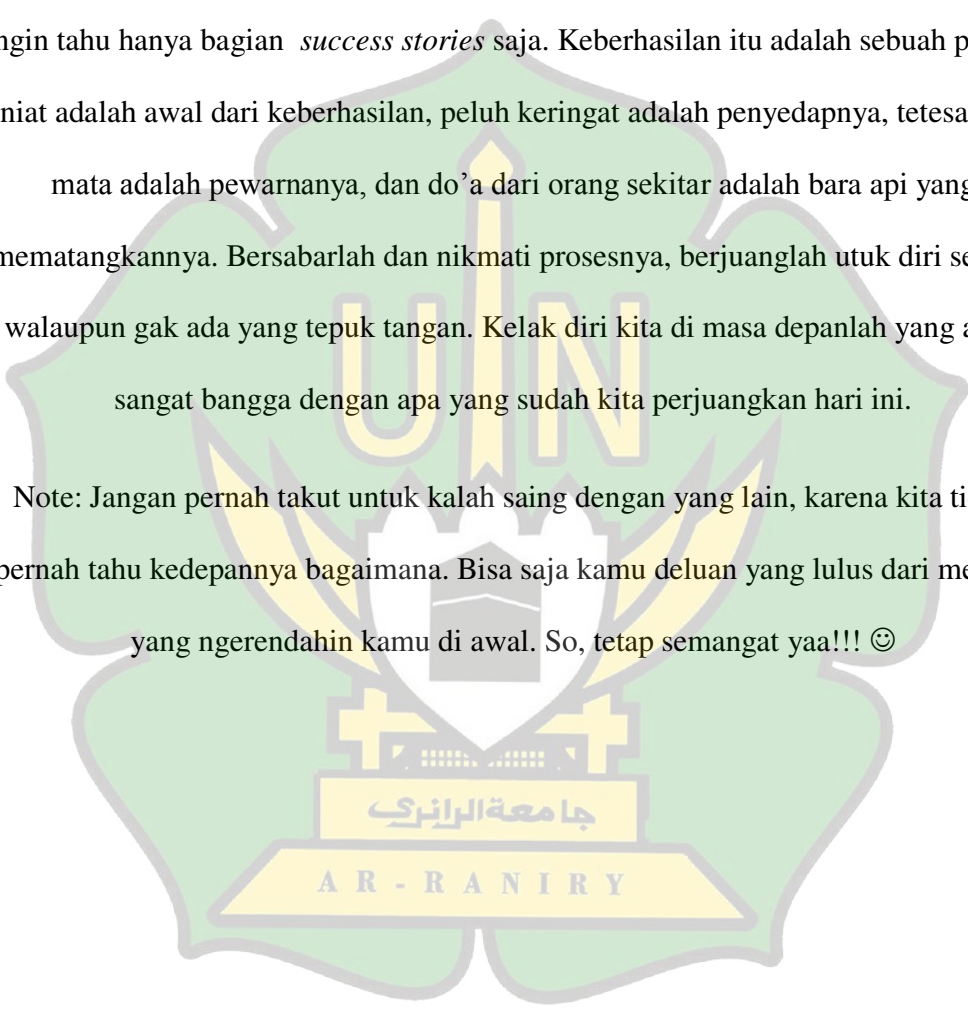 ngin tahu hanya bagian success stories saja. Keberhasilan itu adalah sebuah p
niat adalah awal dari keberhasilan, peluh keringat adalah penyedapnya, tetesa
mata adalah pewarnanya, dan do’a dari orang sekitar adalah bara api yang
mematangkannya. Bersabarlah dan nikmati prosesnya, berjuanglah utuk diri se
walaupun gak ada yang tepuk tangan. Kelak diri kita di masa depanlah yang a
sangat bangga dengan apa yang sudah kita perjuangkan hari ini.
Note: Jangan pernah takut untuk kalah saing dengan yang lain, karena kita ti
pernah tahu kedepannya bagaimana. Bisa saja kamu deluan yang lulus dari me
yang ngerendahin kamu di awal. So, tetap semangat yaa!!! ☺
UIN
جامعة الرانري
AR-RANIRY